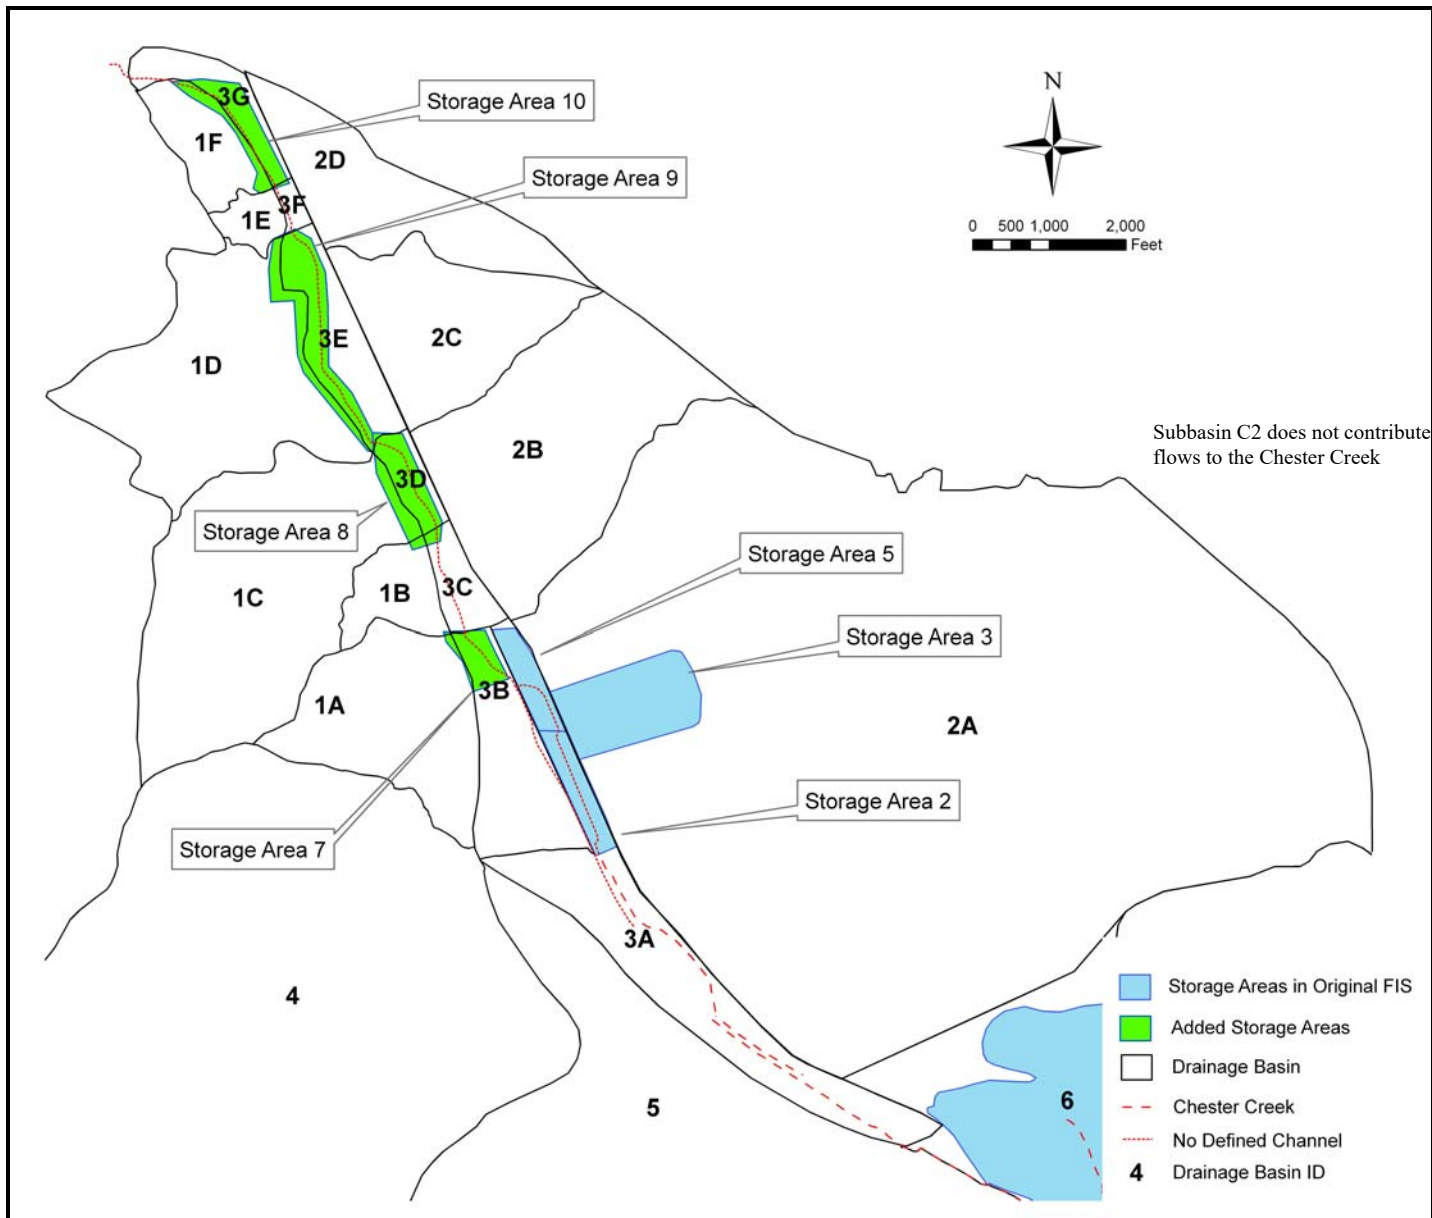 N
0 500 1,000 2,000
Feet
Storage Area 10
3G
1F
2D
Storage Area 9
3F
1E
3E
2C
1D
Subbasin C2 does not contribute
flows to the Chester Creek
2B
3D
Storage Area 8
Storage Area 5
3C
1B
1C
Storage Area 3
3B
1A
2A
Storage Area 2
Storage Area 7
3A
4
5
6
Storage Areas in Original FIS
Added Storage Areas
Drainage Basin
Chester Creek
No Defined Channel
4 Drainage Basin ID